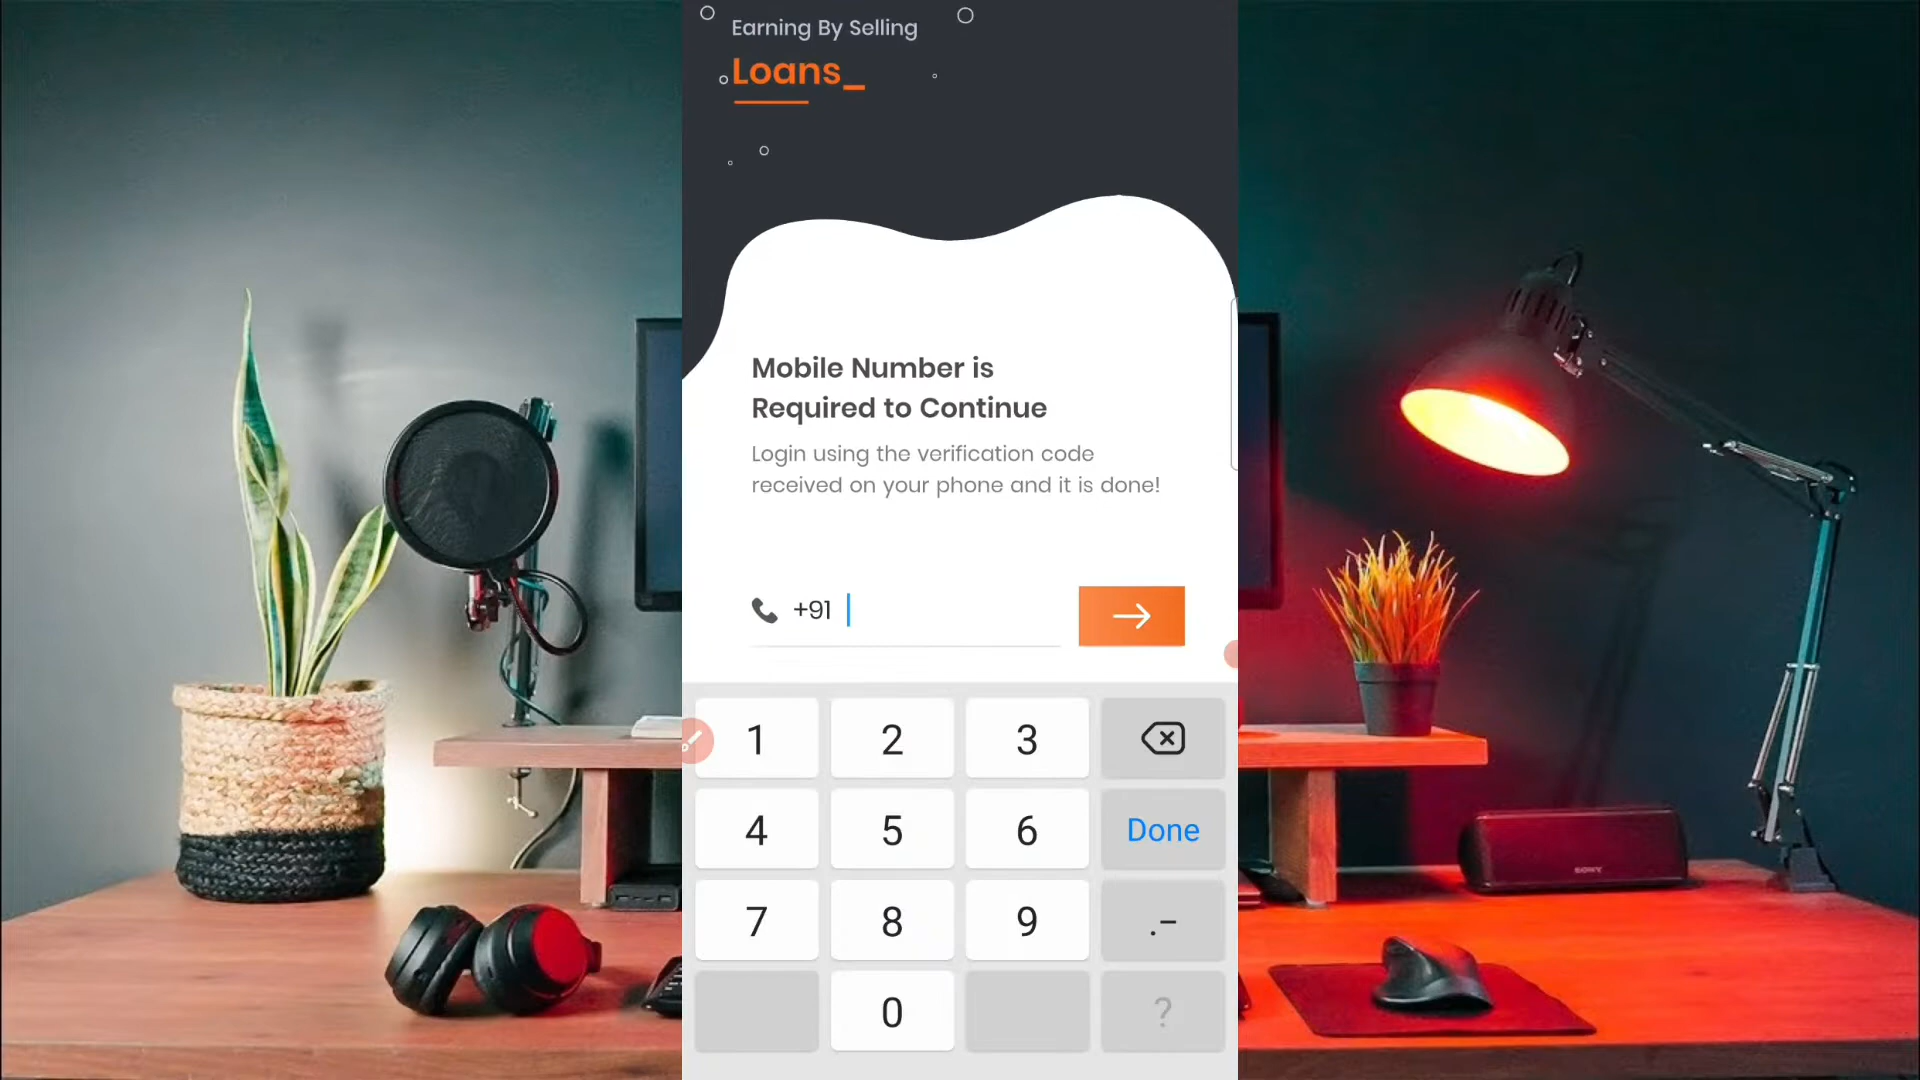 Earning By Selling
Loans_
Mobile Number is
Required to Continue
Login using the verification code
received on your phone and it is done!
+91
1 2 3
4 5 6 Done
7 8 9 .-
0 ?
SONY